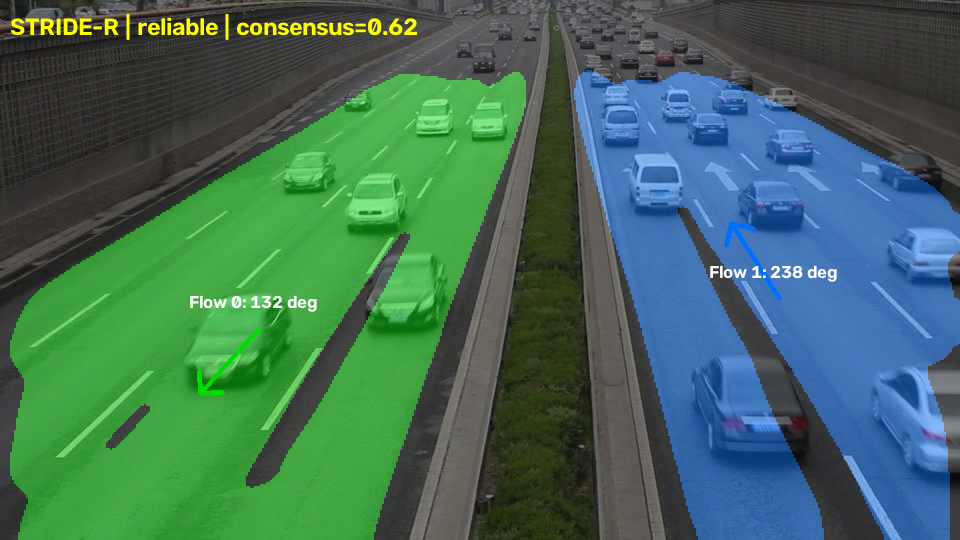 STRIDE-R | reliable | consensus=0.62
Flow 1: 238 deg
Flow 0: 132 deg